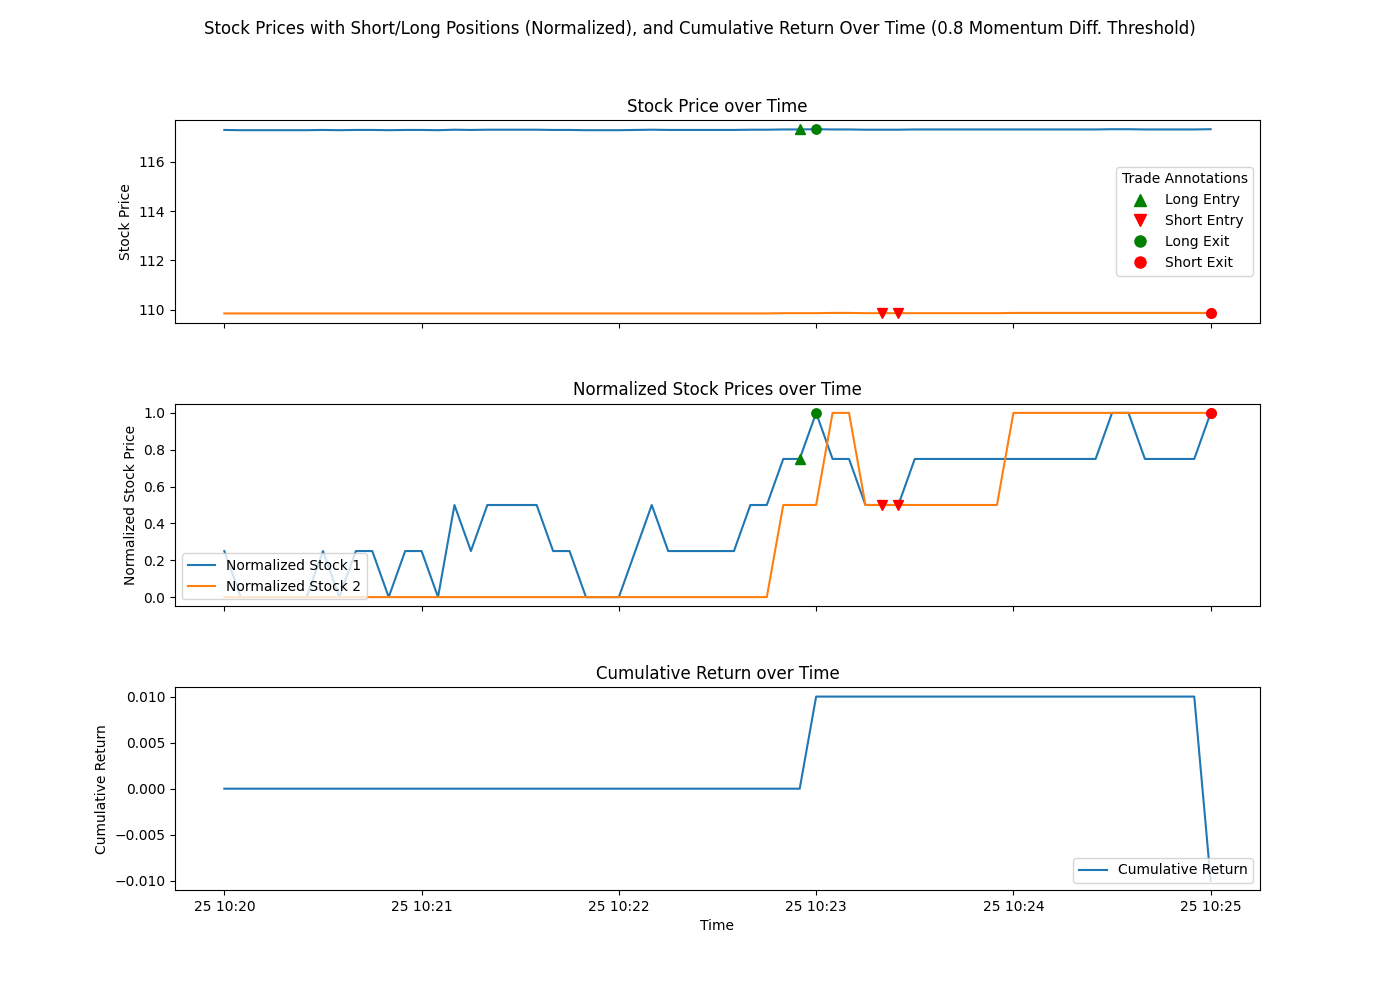 Stock Prices with Short/Long Positions (Normalized), and Cumulative Return Over Time (0.8 Momentum Diff. Threshold)
Stock Price over Time
Stock Price
116
114
112
110
Trade Annotations
Long Entry
Short Entry
Long Exit
Short Exit
Normalized Stock Prices over Time
Normalized Stock Price
1.0
0.8
0.6
0.4
0.2
0.0
Normalized Stock 1
Normalized Stock 2
Cumulative Return over Time
Cumulative Return
0.010
0.005
0.000
−0.005
−0.010
Cumulative Return
25 10:20 25 10:21 25 10:22 25 10:23 25 10:24 25 10:25
Time